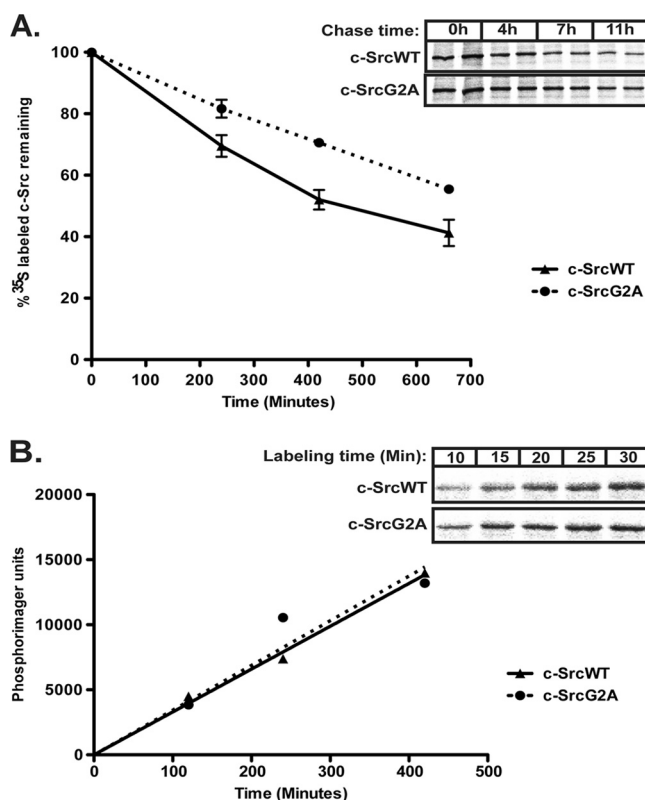 A.
Chase time: 0h 4h 7h 11h
c-SrcWT
c-SrcG2A
% 35S labeled c-Src remaining
100
80
60
40
20
0
0 100 200 300 400 500 600 700
Time (Minutes)
c-SrcWT
c-SrcG2A
B.
Labeling time (Min): 10 15 20 25 30
c-SrcWT
c-SrcG2A
Phosphorimager units
20000
15000
10000
5000
0
0 100 200 300 400 500
Time (Minutes)
c-SrcWT
c-SrcG2A